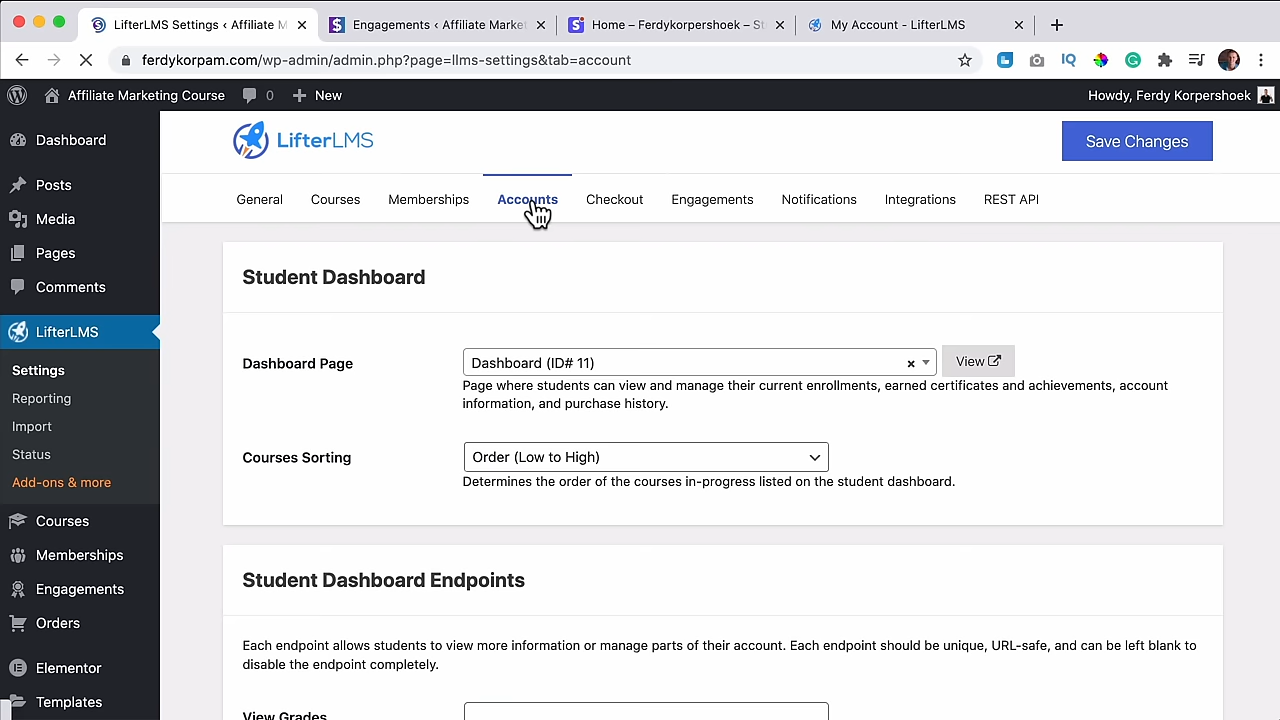 LifterLMS Settings ‹ Affiliate M
Engagements ‹ Affiliate Market
Home – Ferdykorpershoek – St
My Account - LifterLMS
ferdykorpam.com/wp-admin/admin.php?page=llms-settings&tab=account
Affiliate Marketing Course
0
New
Howdy, Ferdy Korpershoek
Dashboard
Posts
Media
Pages
Comments
LifterLMS
Settings
Reporting
Import
Status
Add-ons & more
Courses
Memberships
Engagements
Orders
Elementor
Templates
LifterLMS
Save Changes
General
Courses
Memberships
Accounts
Checkout
Engagements
Notifications
Integrations
REST API
Student Dashboard
Dashboard Page
Dashboard (ID# 11)
×
View
Page where students can view and manage their current enrollments, earned certificates and achievements, account
information, and purchase history.
Courses Sorting
Order (Low to High)
Determines the order of the courses in-progress listed on the student dashboard.
Student Dashboard Endpoints
Each endpoint allows students to view more information or manage parts of their account. Each endpoint should be unique, URL-safe, and can be left blank to
disable the endpoint completely.
View Grades